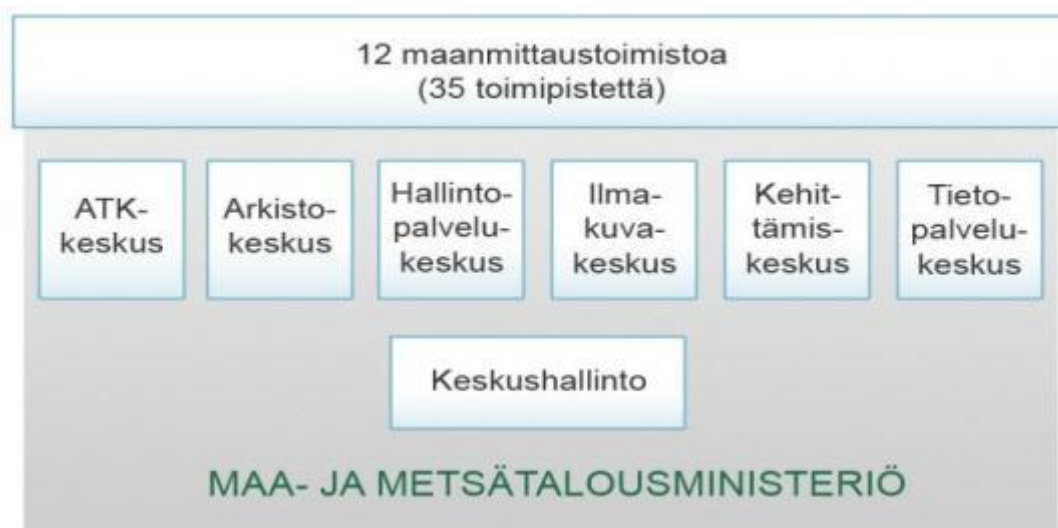 12 maanmittaustoimistoa
(35 toimipistettä)
ATK-
keskus
Arkisto-
keskus
Hallinto-
palvelu-
keskus
Ilma-
kuva-
keskus
Kehit-
tämis-
keskus
Tieto-
palvelu-
keskus
Keskushallinto
MAA- JA METSÄTALOUSMINISTERIÖ